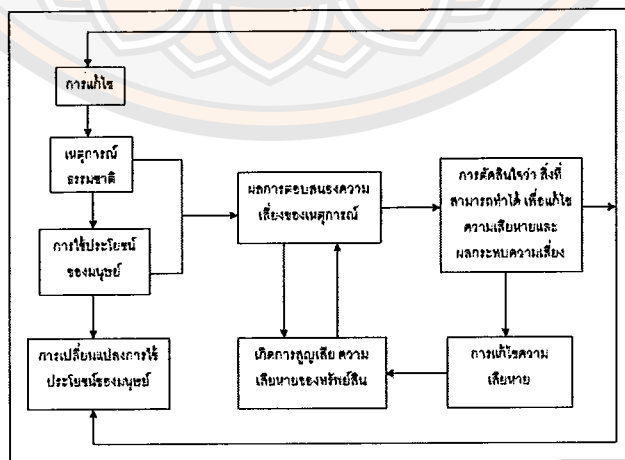 การแก้ไข
เหตุการณ์
ธรรมชาติ
การใช้ประโยชน์
ของมนุษย์
การเปลี่ยนแปลงการใช้
ประโยชน์ของมนุษย์
ผลการตอบสนองความ
เสี่ยงของเหตุการณ์
เกิดการสูญเสีย ความ
เสียหายของทรัพย์สิน
การตัดสินใจว่า สิ่งที่
สามารถทำได้ เพื่อแก้ไข
ความเสียหายและ
ผลกระทบความเสี่ยง
การแก้ไขความ
เสียหาย